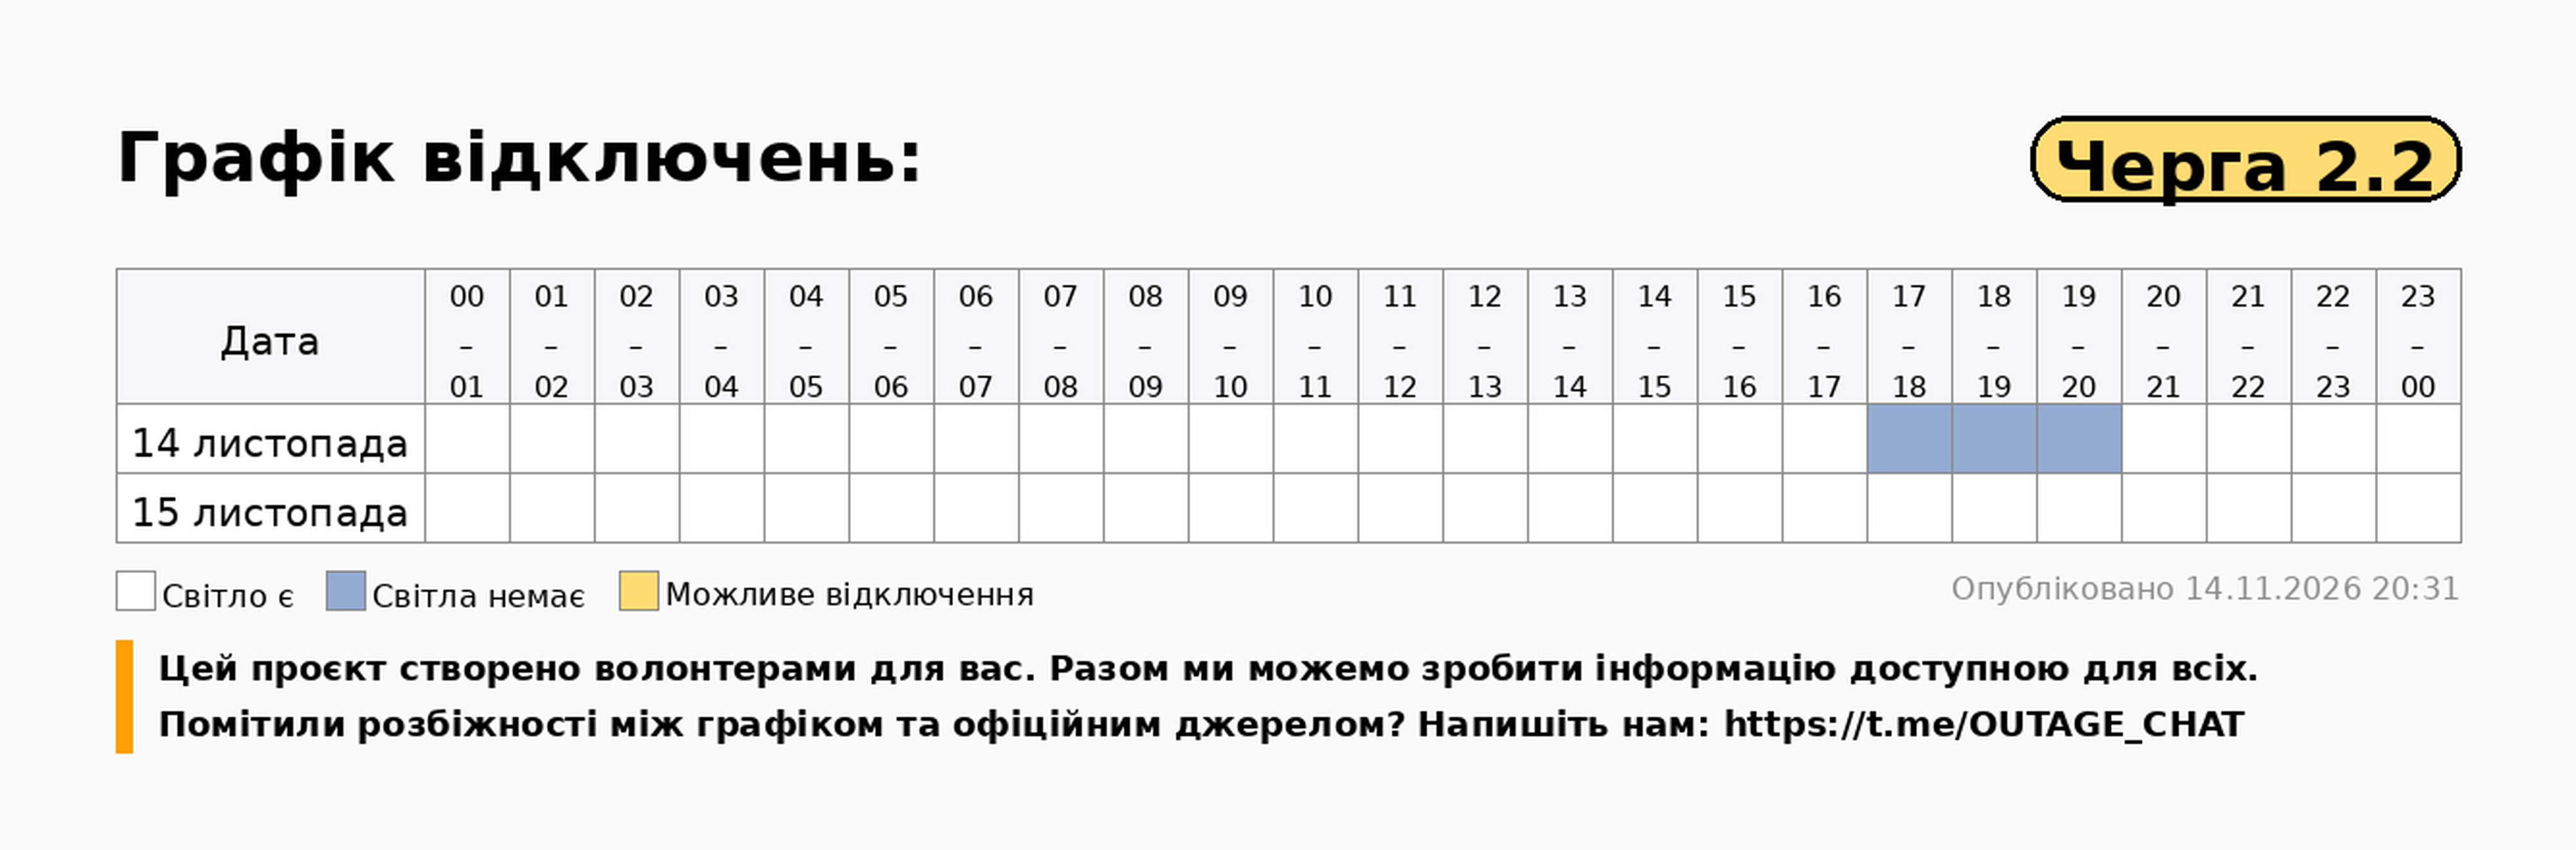 Графік відключень:
Черга 2.2
Дата 00 – 01 01 – 02 02 – 03 03 – 04 04 – 05 05 – 06 06 – 07 07 – 08 08 – 09 09 – 10 10 – 11 11 – 12 12 – 13 13 – 14 14 – 15 15 – 16 16 – 17 17 – 18 18 – 19 19 – 20 20 – 21 21 – 22 22 – 23 23 – 00
14 листопада
15 листопада
Світло є Світла немає Можливе відключення
Опубліковано 14.11.2026 20:31
Цей проєкт створено волонтерами для вас. Разом ми можемо зробити інформацію доступною для всіх.
Помітили розбіжності між графіком та офіційним джерелом? Напишіть нам: https://t.me/OUTAGE_CHAT